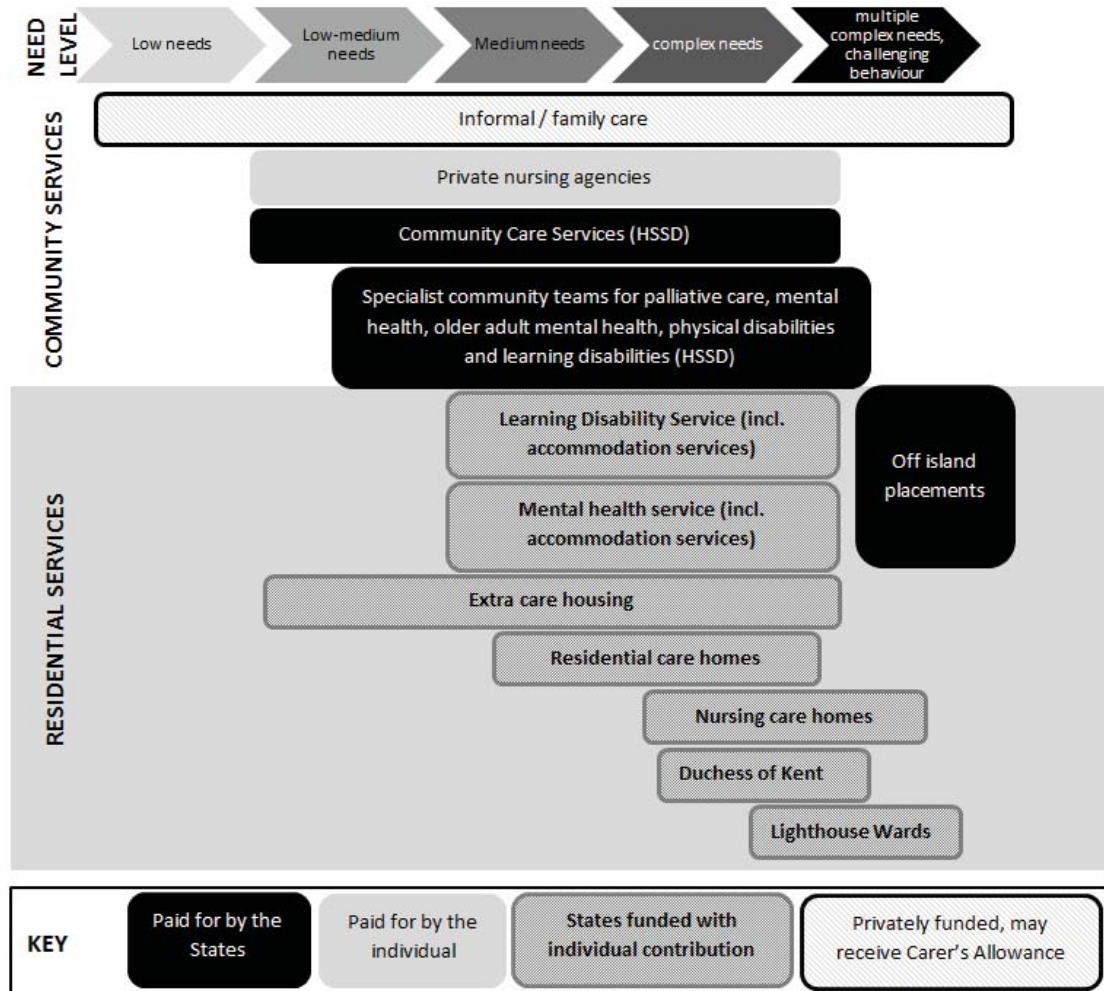 NEED
LEVEL
Low needs
Low-medium
needs
Medium needs
complex needs
multiple
complex needs,
challenging
behaviour
COMMUNITY SERVICES
Informal / family care
Private nursing agencies
Community Care Services (HSSD)
Specialist community teams for palliative care, mental
health, older adult mental health, physical disabilities
and learning disabilities (HSSD)
RESIDENTIAL SERVICES
Learning Disability Service (incl.
accommodation services)
Off island
placements
Mental health service (incl.
accommodation services)
Extra care housing
Residential care homes
Nursing care homes
Duchess of Kent
Lighthouse Wards
KEY
Paid for by the
States
Paid for by the
individual
States funded with
individual contribution
Privately funded, may
receive Carer's Allowance